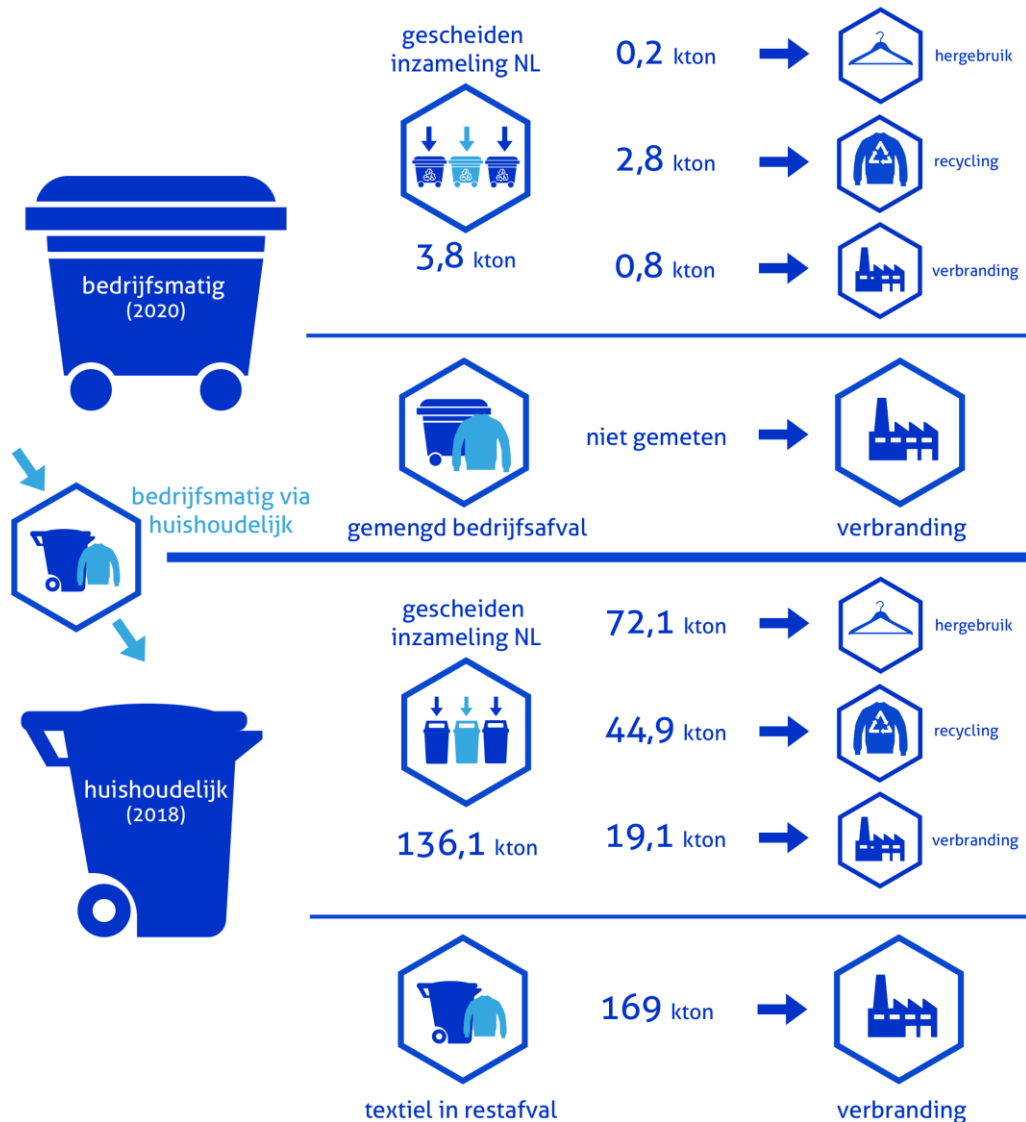 gescheiden
inzameling NL
3,8 kton
0,2 kton
hergebruik
2,8 kton
recycling
0,8 kton
verbranding
bedrijfsmatig
(2020)
gemengd bedrijfsafval
niet gemeten
verbranding
bedrijfsmatig via
huishoudelijk
gescheiden
inzameling NL
136,1 kton
72,1 kton
hergebruik
44,9 kton
recycling
19,1 kton
verbranding
huishoudelijk
(2018)
textiel in restafval
169 kton
verbranding